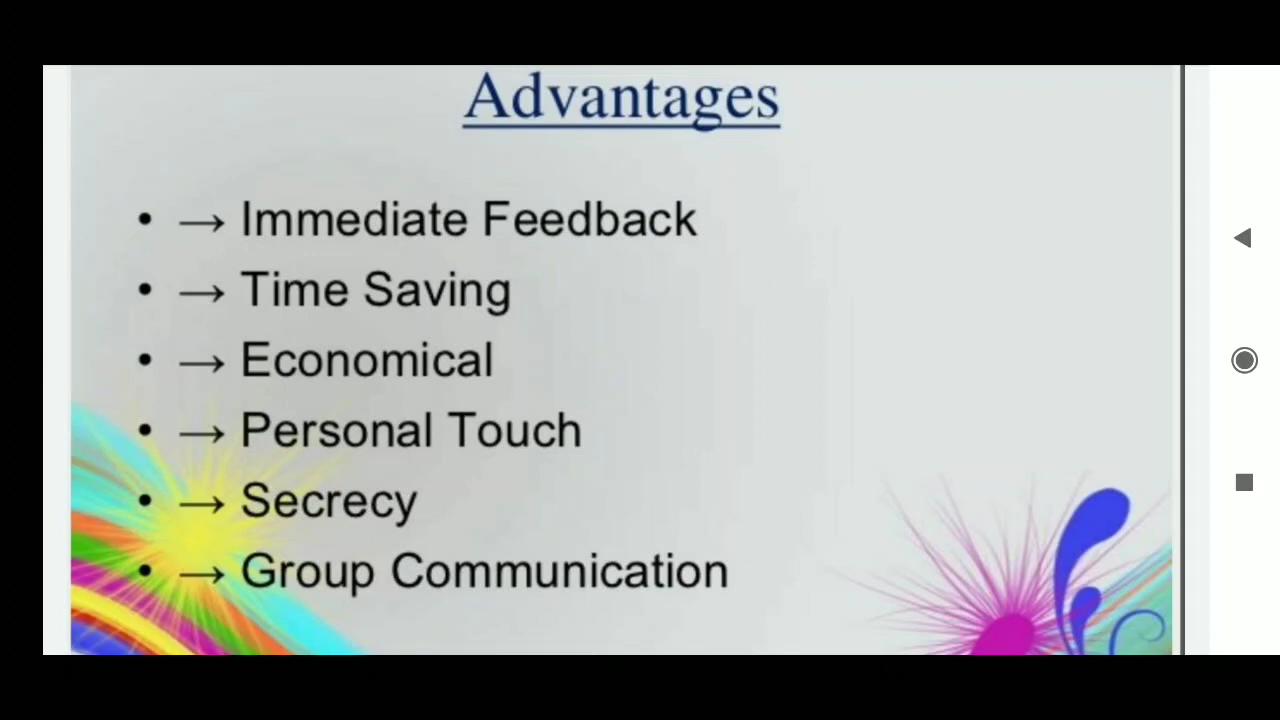 Advantages
• → Immediate Feedback
• → Time Saving
• → Economical
• → Personal Touch
• → Secrecy
• → Group Communication